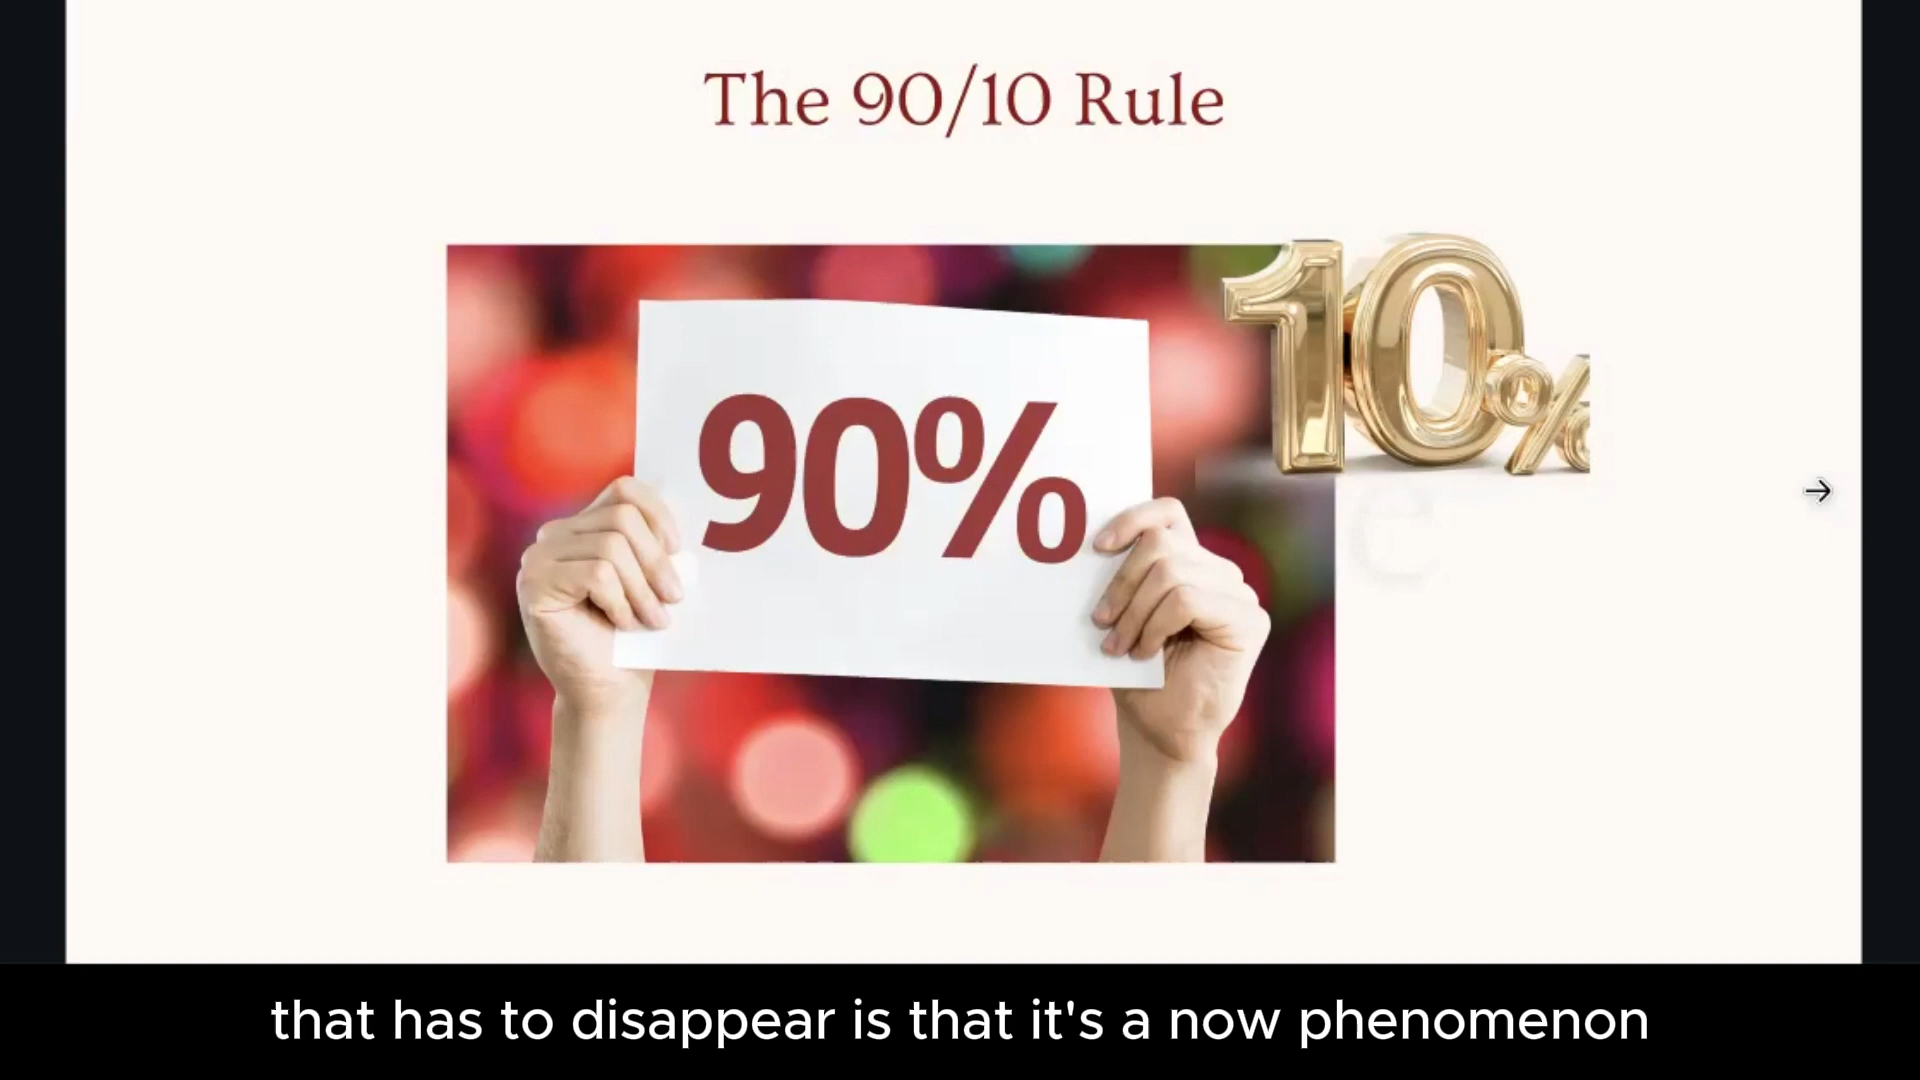 The 90/10 Rule
10%
90%
that has to disappear is that it's a now phenomenon